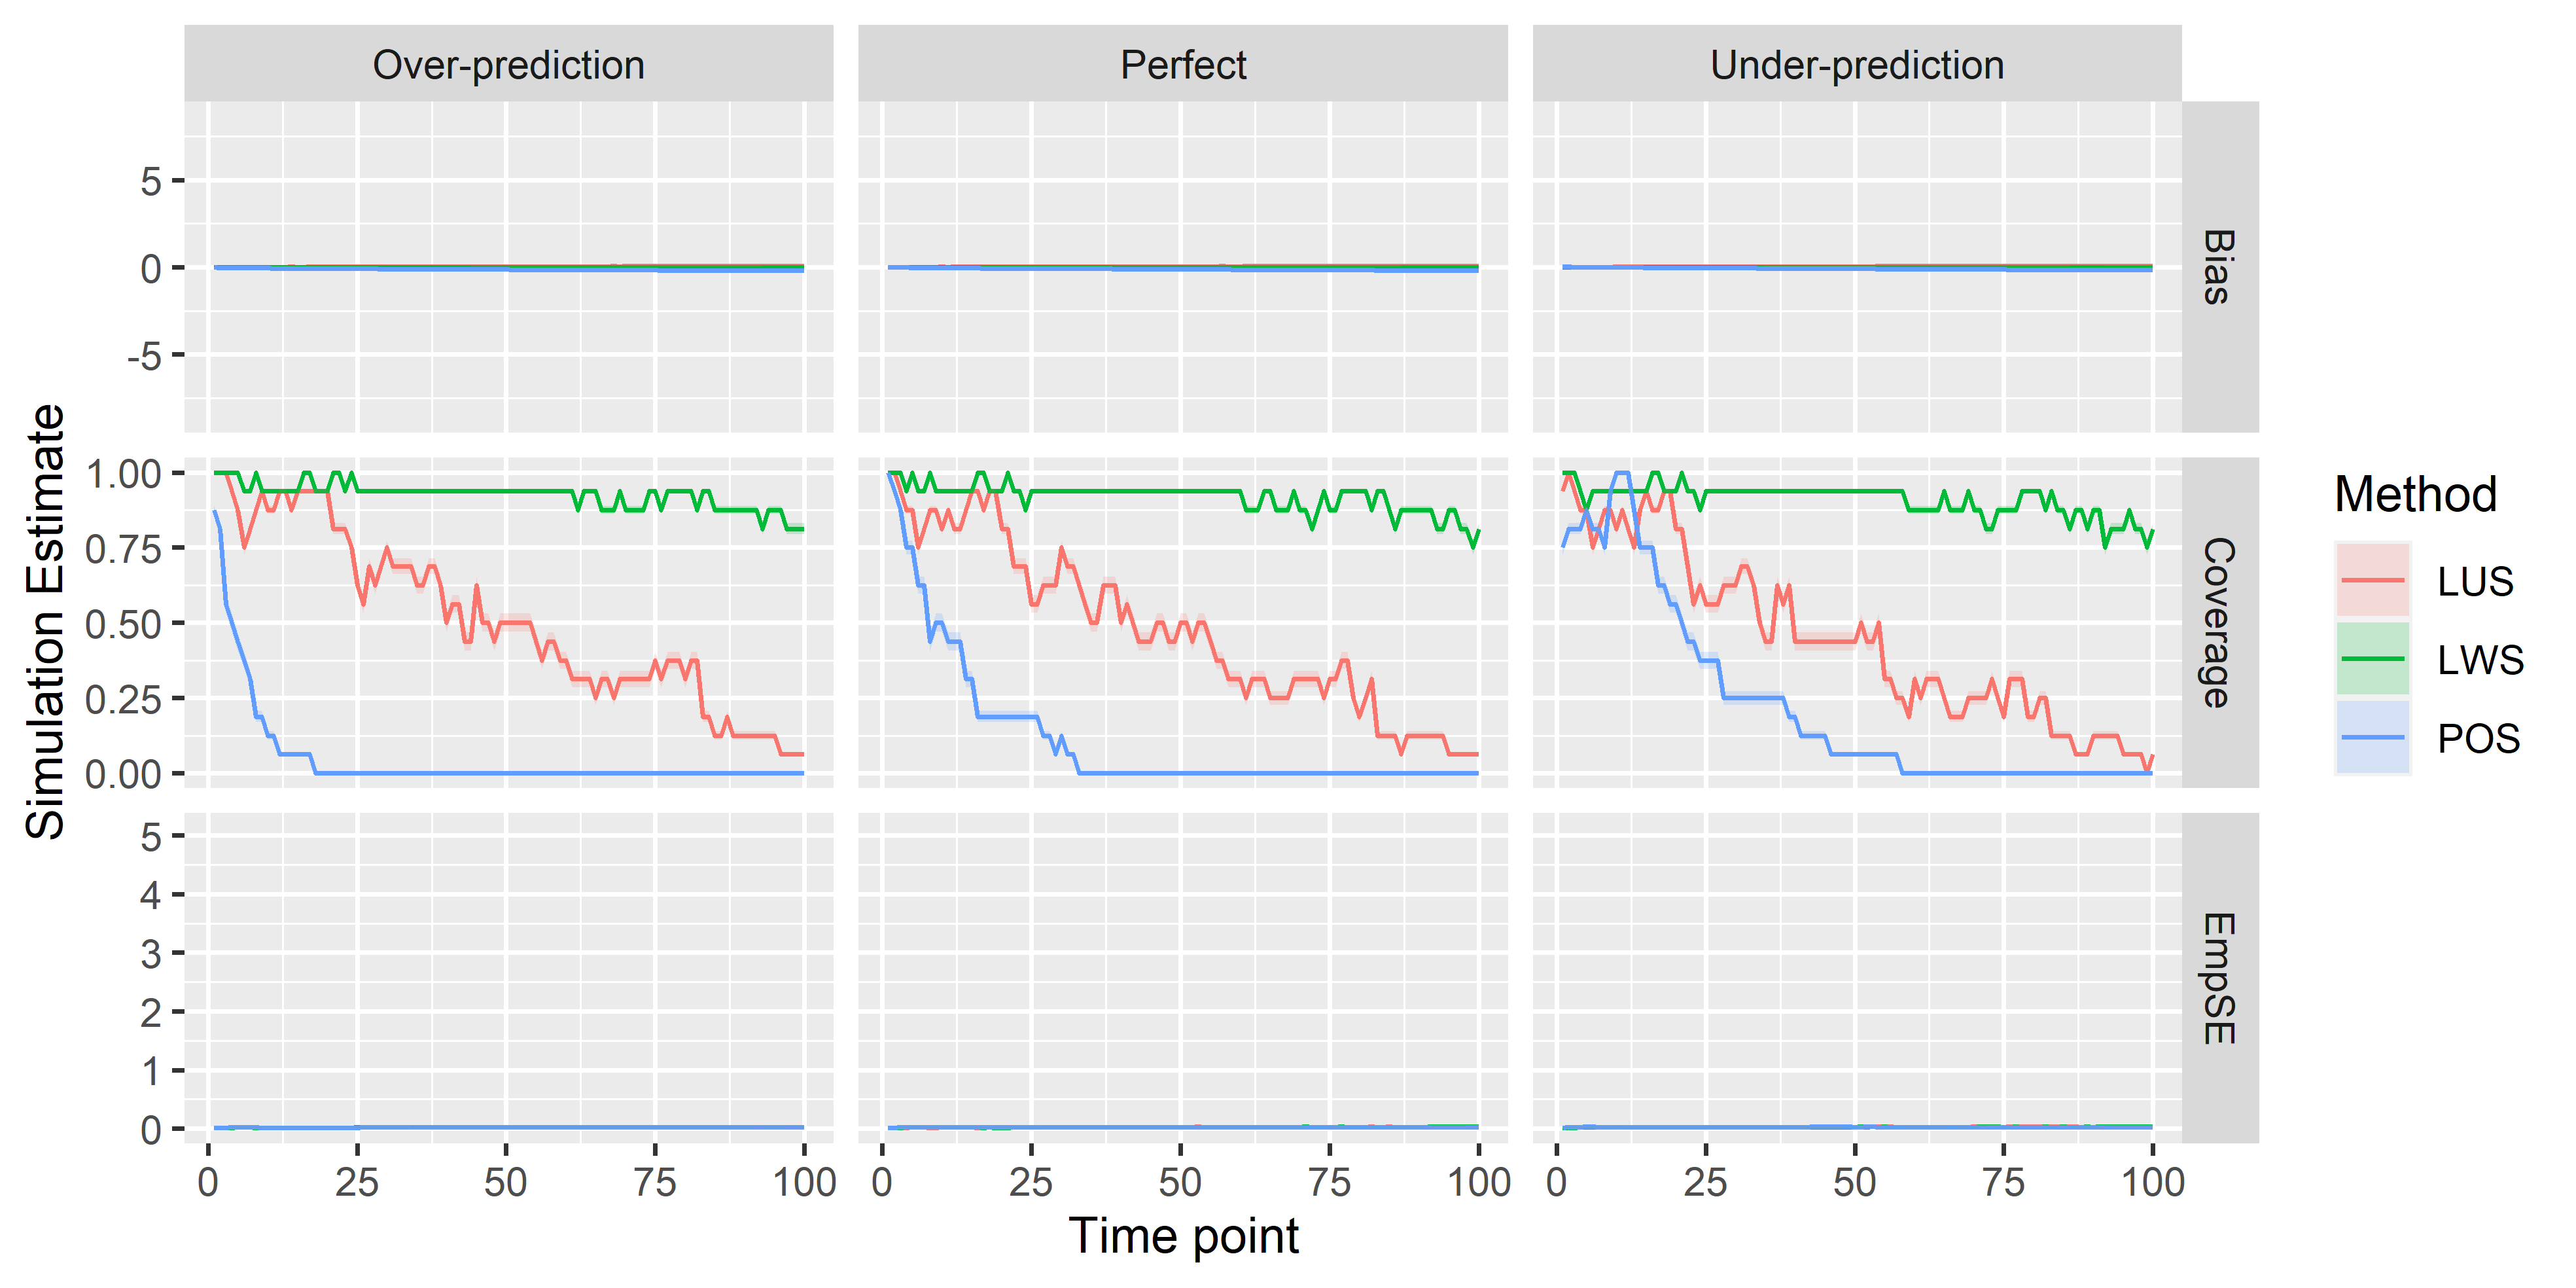 Over-prediction Perfect Under-prediction
5
0
-5
Bias
Simulation Estimate
1.00
0.75
0.50
0.25
0.00
Coverage
5
4
3
2
1
0
EmpSE
0 25 50 75 100 0 25 50 75 100 0 25 50 75 100
Time point
Method
LUS
LWS
POS